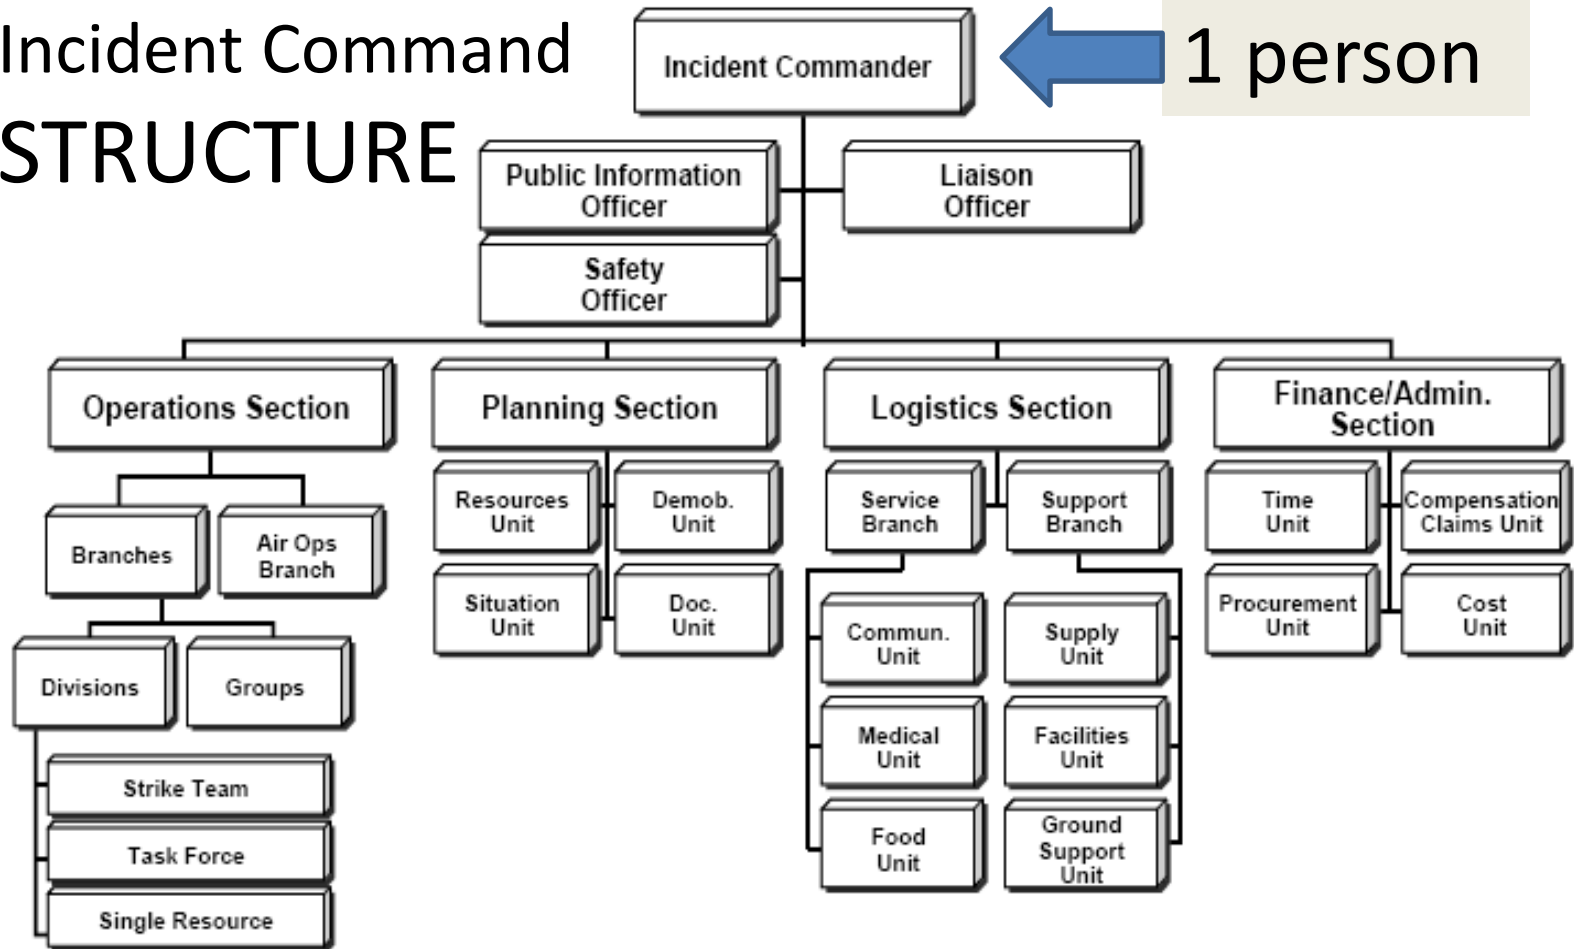 Incident Command
STRUCTURE
Incident Commander
1 person
Public Information
Officer
Liaison
Officer
Safety
Officer
Operations Section
Planning Section
Logistics Section
Finance/Admin.
Section
Branches
Air Ops
Branch
Divisions
Groups
Strike Team
Task Force
Single Resource
Resources
Unit
Demob.
Unit
Situation
Unit
Doc.
Unit
Service
Branch
Support
Branch
Commun.
Unit
Supply
Unit
Medical
Unit
Facilities
Unit
Food
Unit
Ground
Support
Unit
Time
Unit
Compensation
Claims Unit
Procurement
Unit
Cost
Unit